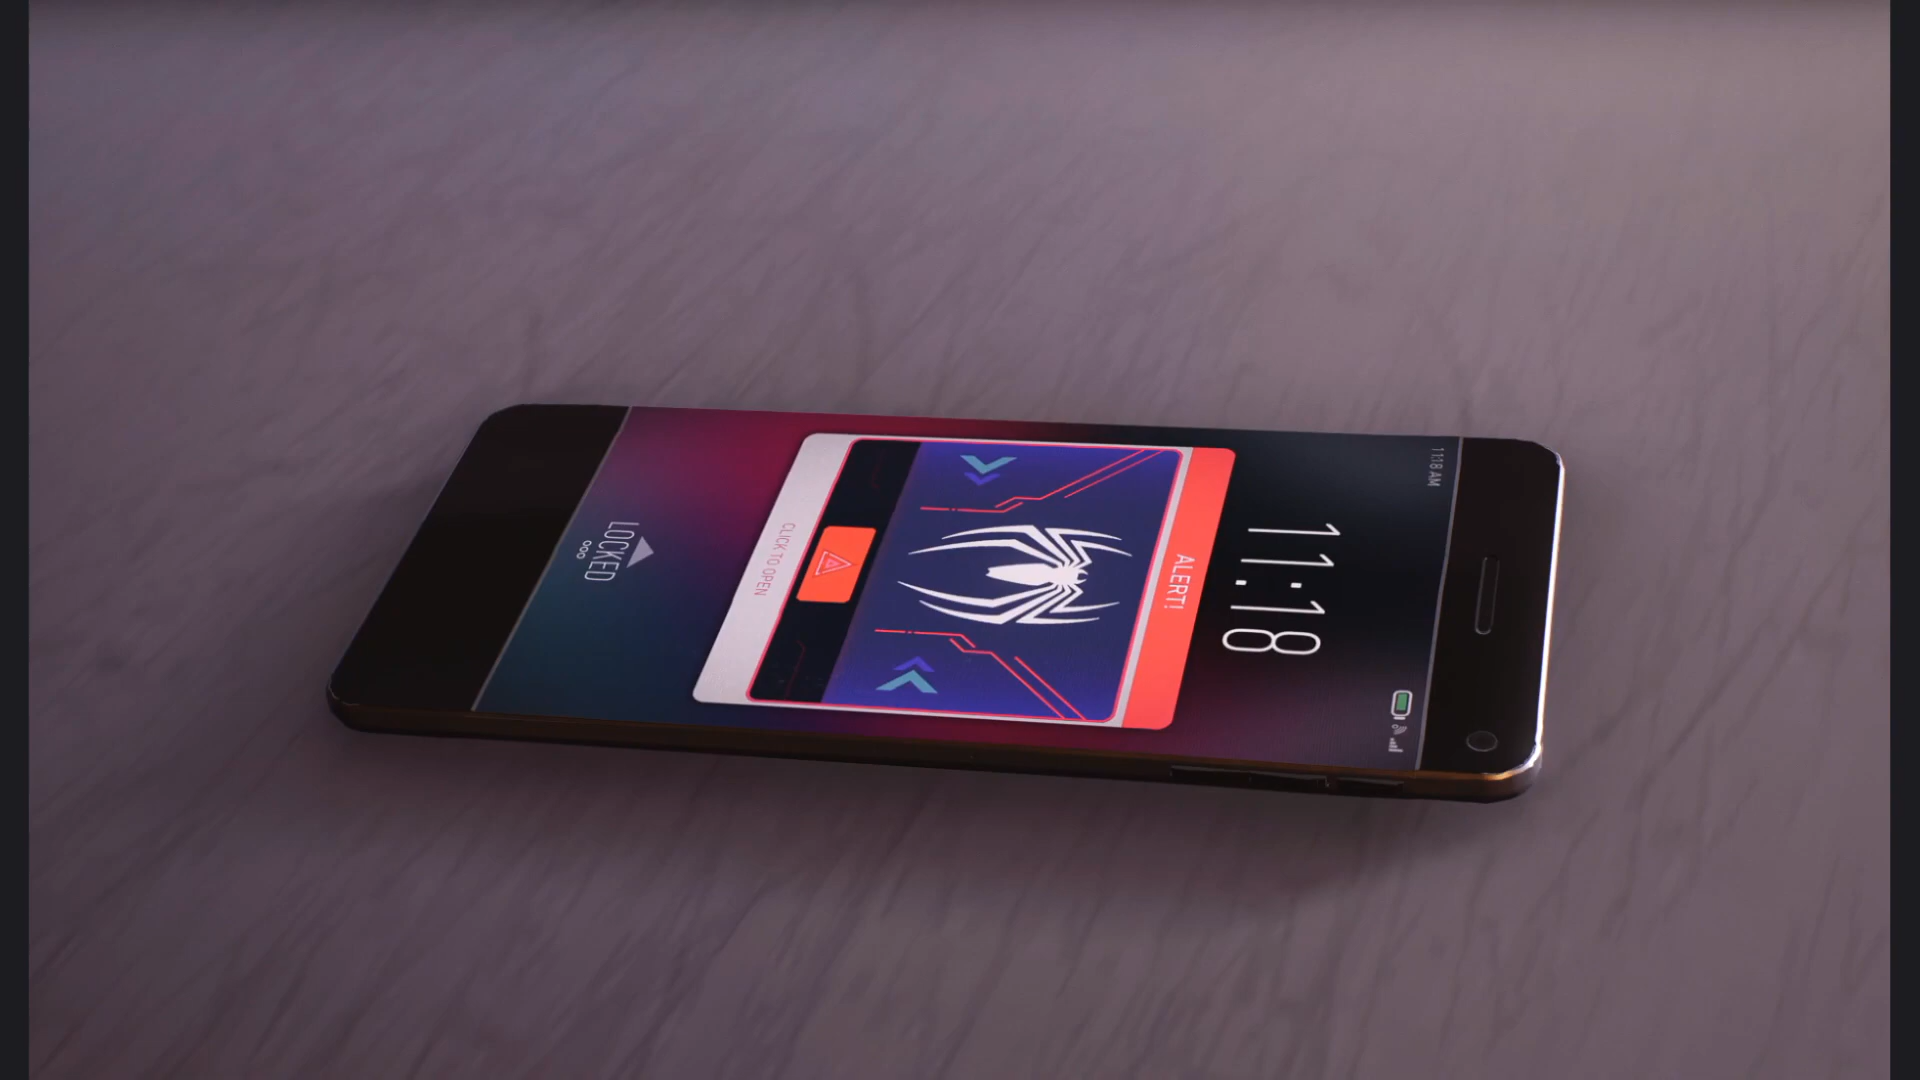 11:18 AM
11:18
ALERT!
CLICK TO OPEN
LOCKED